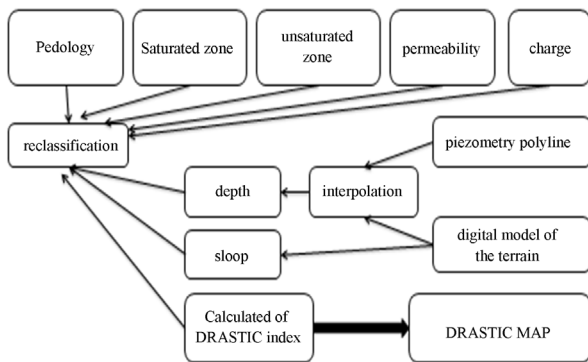 Pedology
Saturated zone
unsaturated
zone
permeability
charge
reclassification
piezometry polyline
depth
interpolation
sloop
digital model of
the terrain
Calculated of
DRASTIC index
DRASTIC MAP